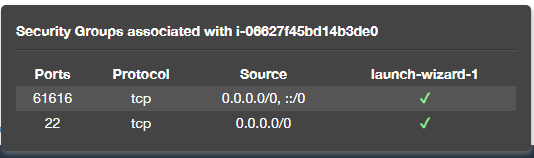 Security Groups associated with i-06627f45bd14b3de0
Ports Protocol Source launch-wizard-1
61616 tcp 0.0.0.0/0, ::/0 ✓
22 tcp 0.0.0.0/0 ✓